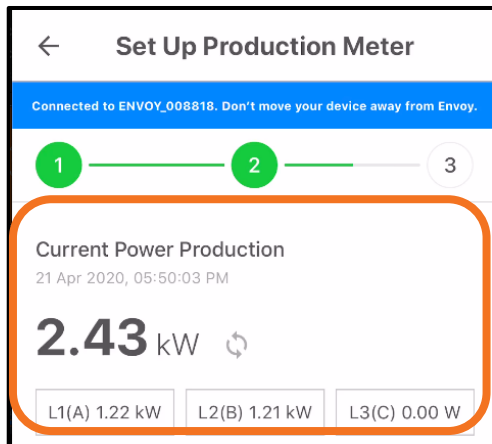 Set Up Production Meter
Connected to ENVOY_008818. Don't move your device away from Envoy.
1 2 3
Current Power Production
21 Apr 2020, 05:50:03 PM
2.43 kW
L1(A) 1.22 kW L2(B) 1.21 kW L3(C) 0.00 W